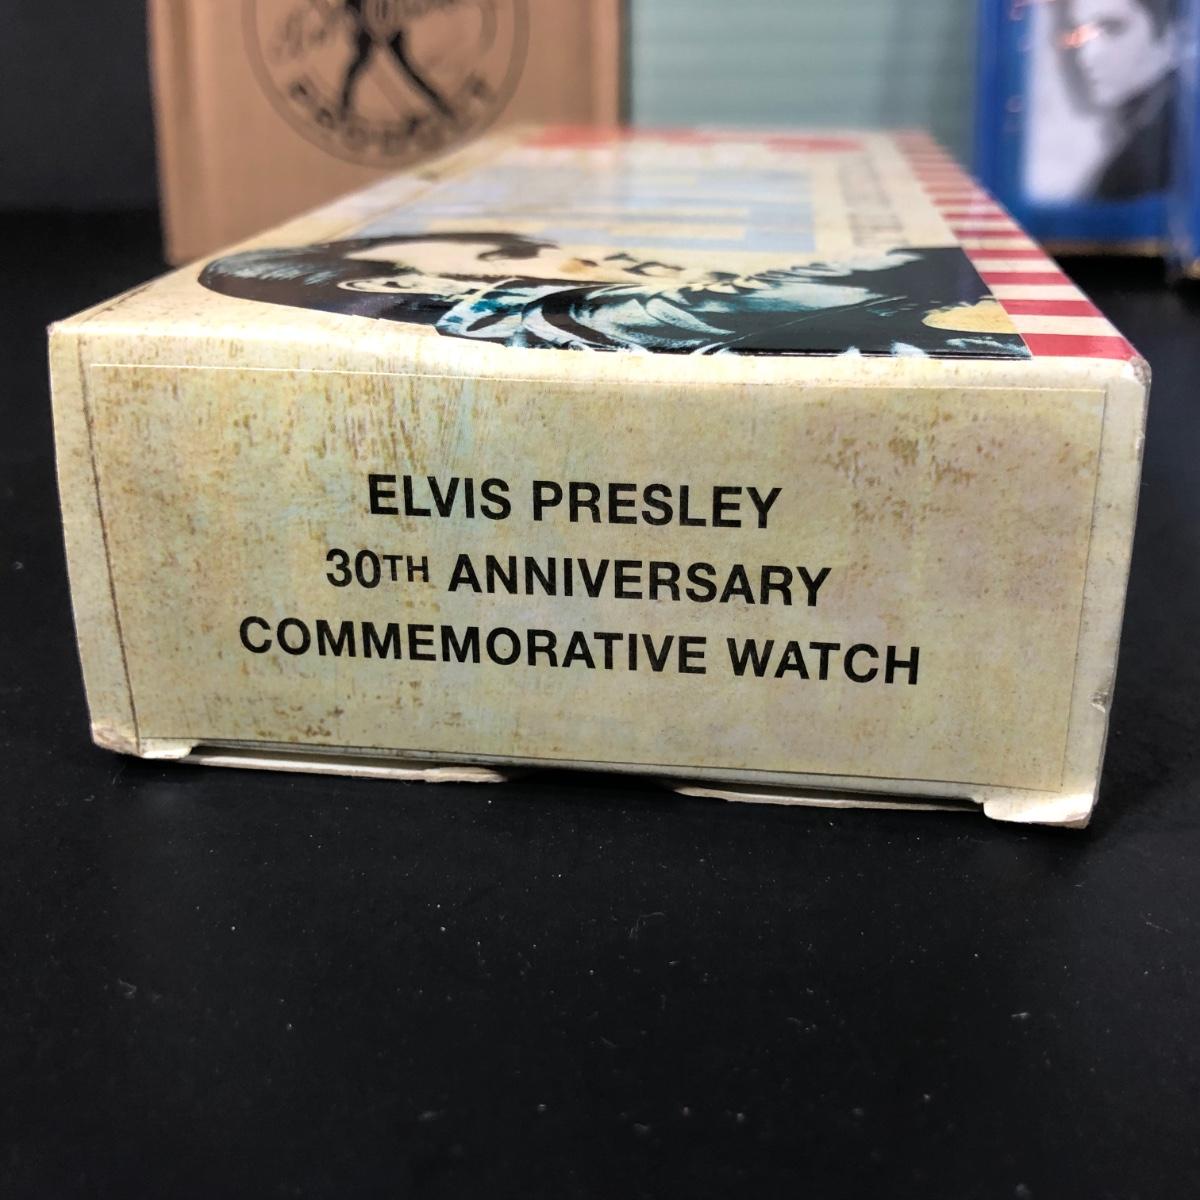 ELVIS PRESLEY
30TH ANNIVERSARY
COMMEMORATIVE WATCH